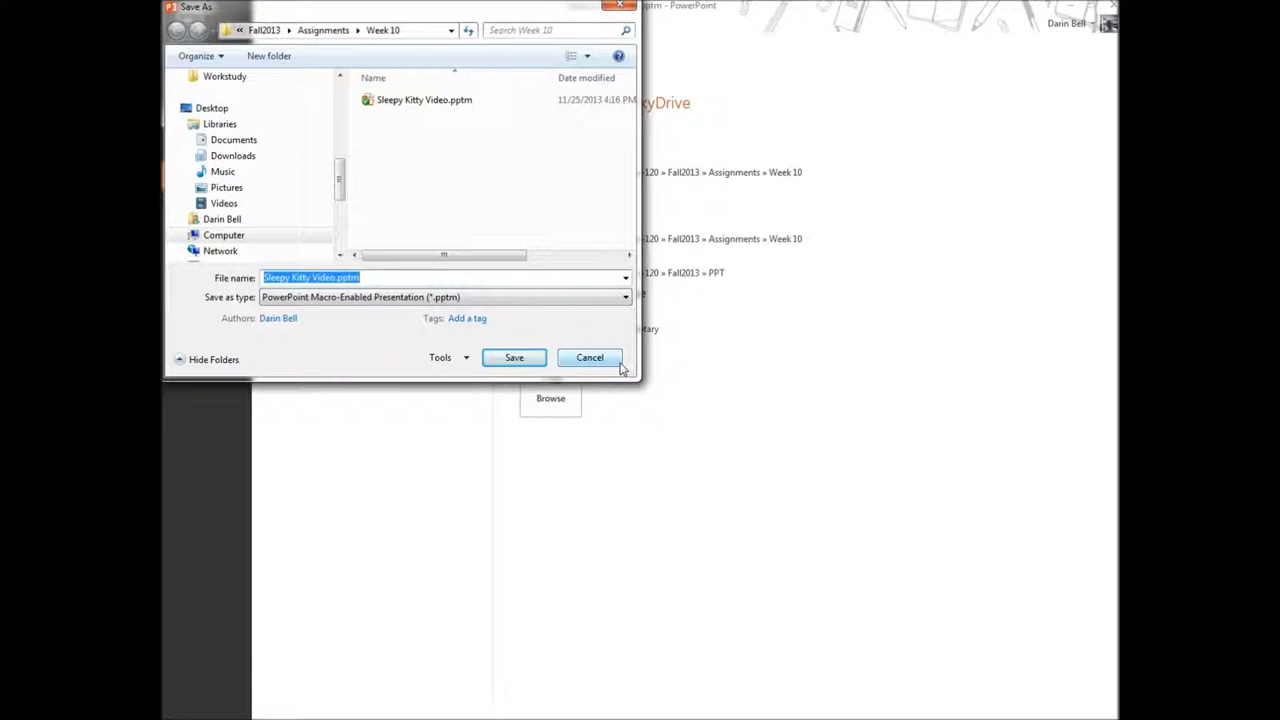 Save As
ptm - PowerPoint
« Fall2013 Assignments Week 10
Search Week 10
Darin Bell
Organize New folder
Workstudy
Name Date modified
Sleepy Kitty Video.pptm 11/25/2013 4:16 PM
kyDrive
Desktop
Libraries
Documents
Downloads
Music
Pictures
Videos
Darin Bell
Computer
Network
-120 » Fall2013 » Assignments » Week 10
-120 » Fall2013 » Assignments » Week 10
-120 » Fall2013 » PPT
File name: Sleepy Kitty Video.pptm
Save as type: PowerPoint Macro-Enabled Presentation (*.pptm)
Authors: Darin Bell Tags: Add a tag
Hide Folders Tools Save Cancel
Browse